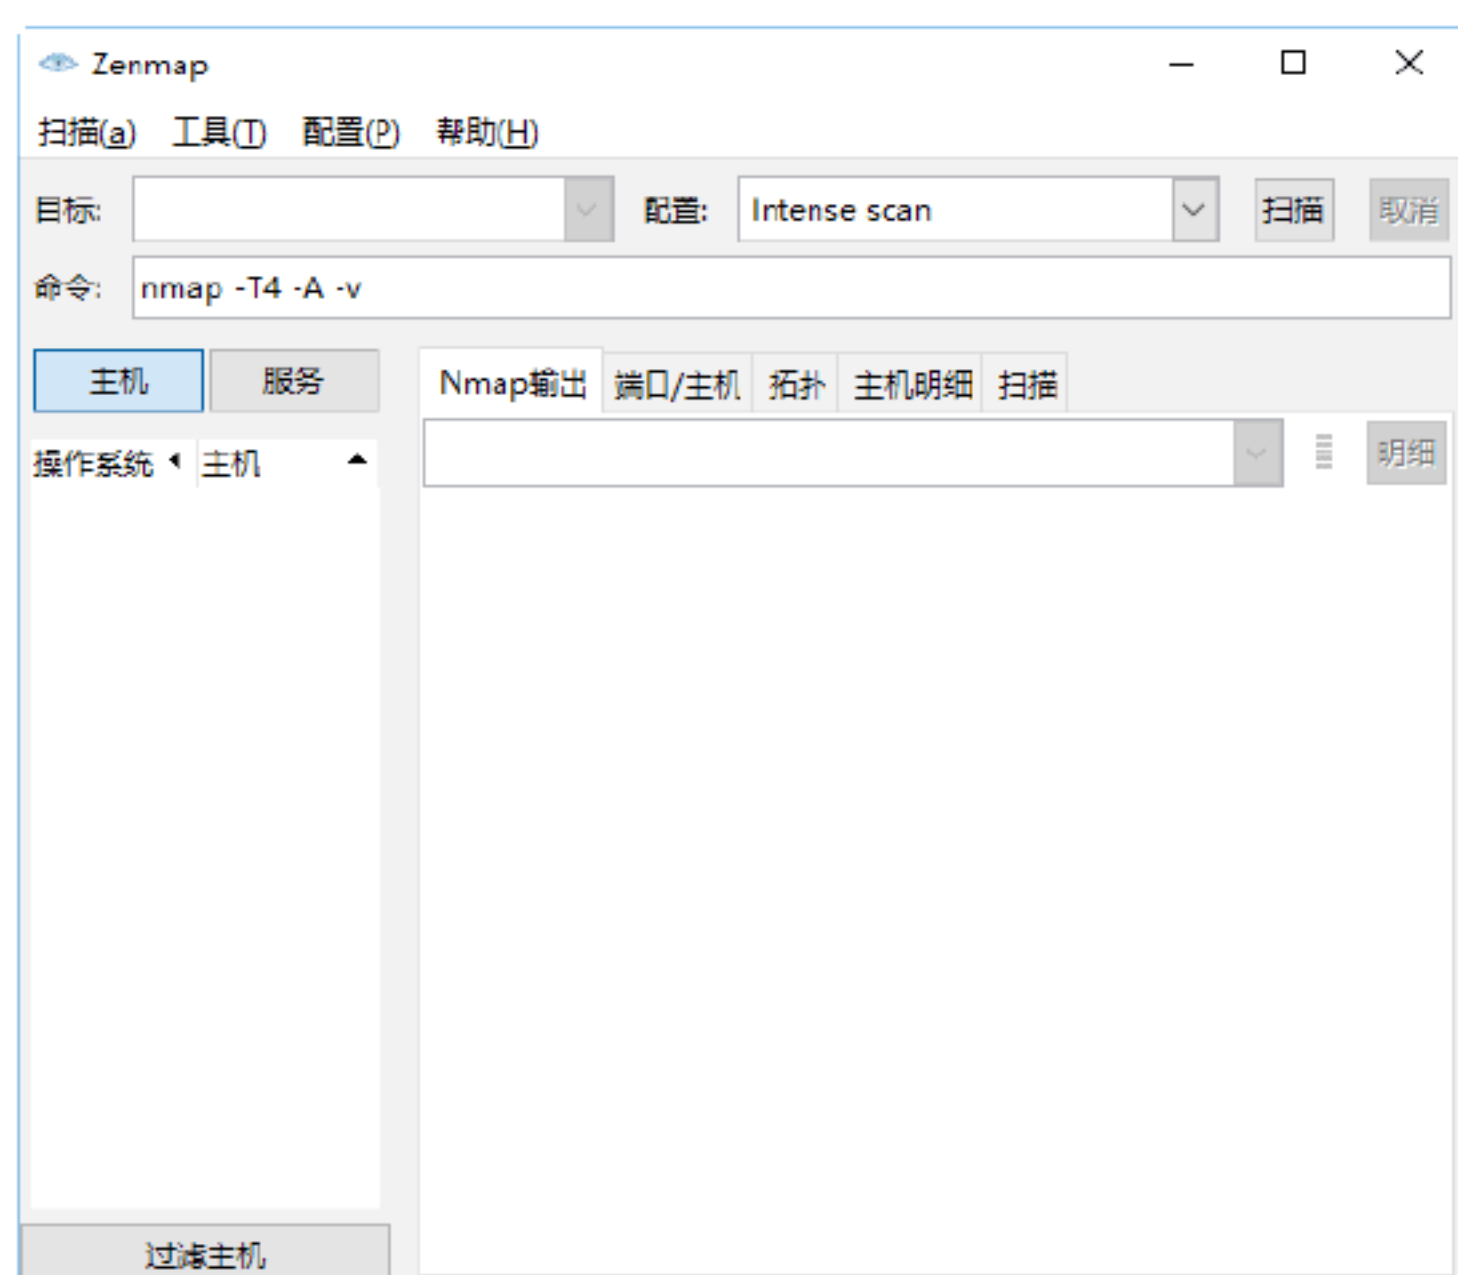 Zenmap
扫描(a) 工具(T) 配置(P) 帮助(H)
目标: 配置: Intense scan 扫描 取消
命令: nmap -T4 -A -v
主机 服务 Nmap输出 端口/主机 拓扑 主机明细 扫描
操作系统 主机 明细
过滤主机